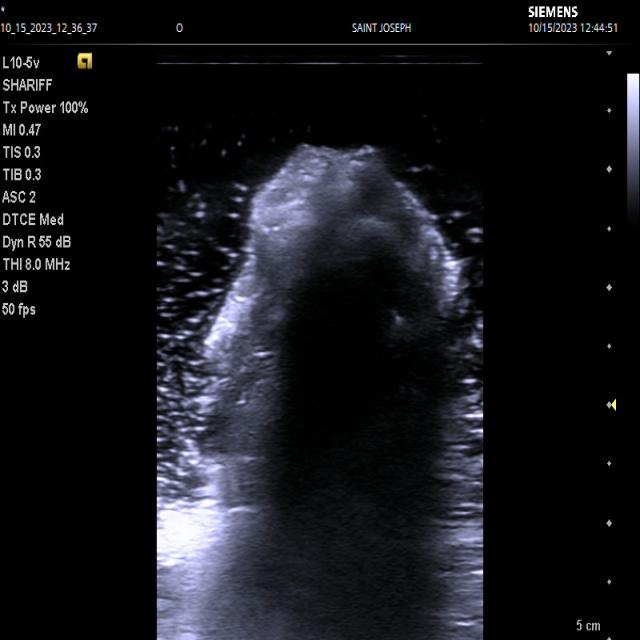 *
SIEMENS
10_15_2023_12_36_37 O SAINT JOSEPH 10/15/2023 12:44:51
L10-5v
SHARIFF
Tx Power 100%
MI 0.47
TIS 0.3
TIB 0.3
ASC 2
DTCE Med
Dyn R 55 dB
THI 8.0 MHz
3 dB
50 fps
5 cm